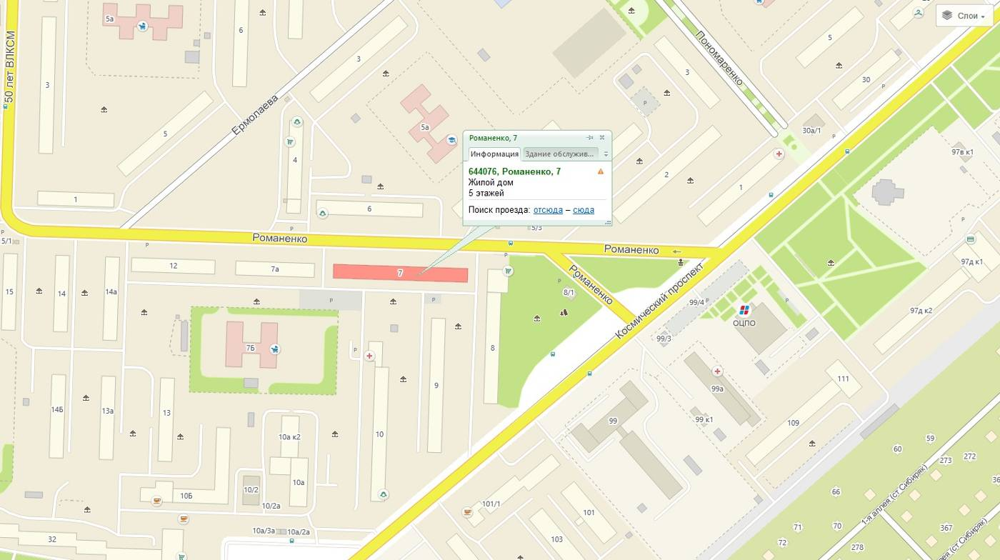 Слои
50 лет ВЛКСМ
5а
6
3
3
Пономаренко
5
30
3
Р
Р
Ермолаева
5
5а
4
30а/1
2
1
97в к1
1
6
Романенко, 7
Информация
Здание обслужив...
644076, Романенко, 7
Жилой дом
5 этажей
Поиск проезда: отсюда – сюда
5/3
Р
Р
Р
5/1
Р
Р
Р
Романенко
Романенко
Романенко
Космический проспект
12
7а
7
15
14
14а
8/1
97д к1
97д к2
99/4
Р
ОЦПО
99/3
Р
Р
7Б
Р
8
9
10
14Б
13а
13
10а к2
10а
10Б
10/2
10/2а
10а/3а
10а/2а
32
99
99а
99 к1
111
109
101/1
101
103
59
60
273
272
66
1-я аллея (ст Сибиряк)
71
70
72
278
367